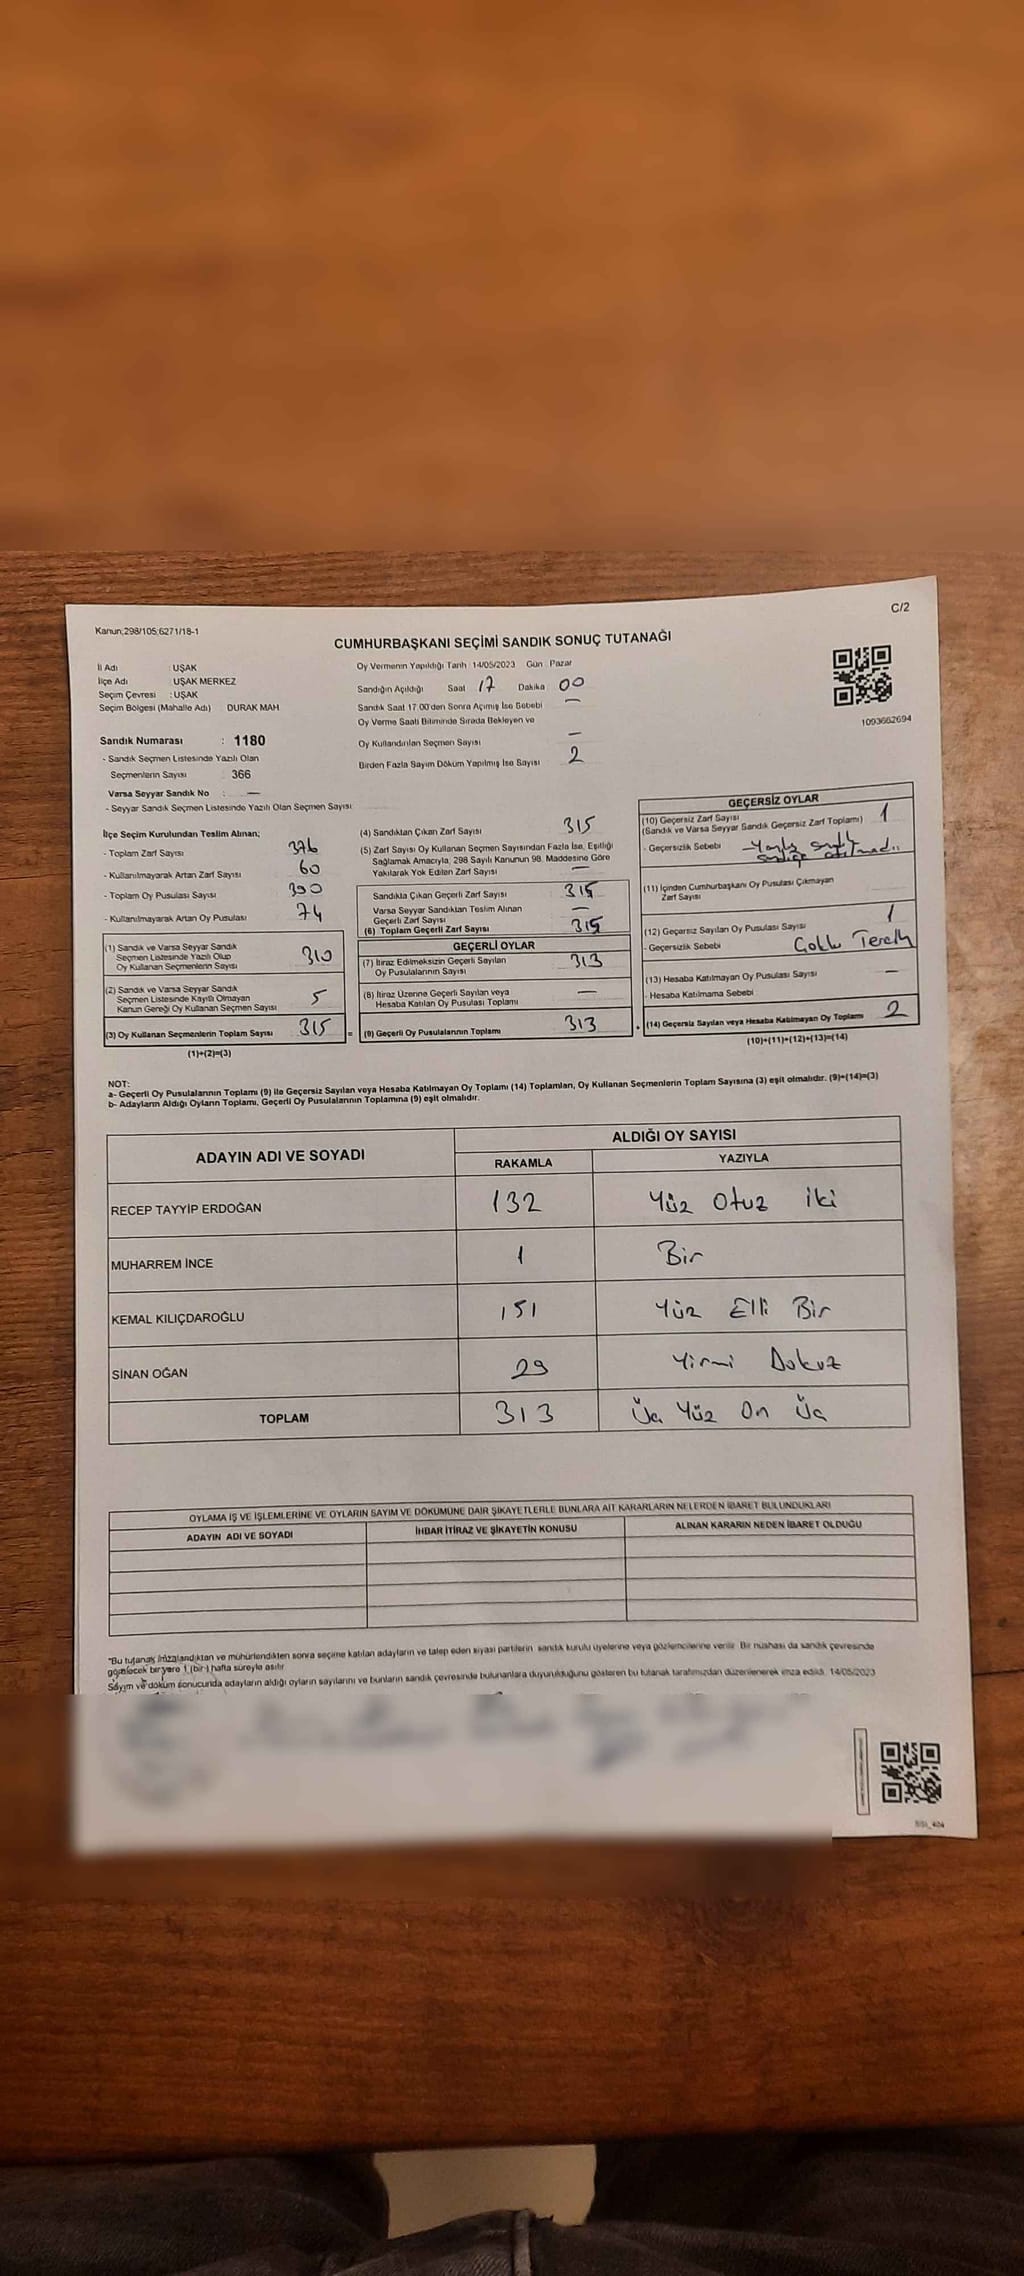 C/2
Kanun;298/105;6271/18-1
CUMHURBAŞKANI SEÇİMİ SANDIK SONUÇ TUTANAĞI
İl Adı : UŞAK
İlçe Adı : UŞAK MERKEZ
Seçim Çevresi : UŞAK
Seçim Bölgesi (Mahalle Adı) DURAK MAH
Sandık Numarası : 1180
- Sandık Seçmen Listesinde Yazılı Olan
Seçmenlerin Sayısı 366
Varsa Seyyar Sandık No : —
- Seyyar Sandık Seçmen Listesinde Yazılı Olan Seçmen Sayısı
Oy Vermenin Yapıldığı Tarih : 14/05/2023 Gün : Pazar
Sandığın Açıldığı Saat 17 Dakika 00
Sandık Saat 17.00'den Sonra Açılmış İse Sebebi —
Oy Verme Saati Bitiminde Sırada Bekleyen ve
Oy Kullandırılan Seçmen Sayısı —
Birden Fazla Sayım Döküm Yapılmış İse Sayısı 2
1093662694
İlçe Seçim Kurulundan Teslim Alınan;
- Toplam Zarf Sayısı 376
- Kullanılmayarak Artan Zarf Sayısı 60
- Toplam Oy Pusulası Sayısı 390
- Kullanılmayarak Artan Oy Pusulası 74
(1) Sandık ve Varsa Seyyar Sandık
Seçmen Listesinde Yazılı Olup
Oy Kullanan Seçmenlerin Sayısı 310
(2) Sandık ve Varsa Seyyar Sandık
Seçmen Listesinde Kayıtlı Olmayan
Kanun Gereği Oy Kullanan Seçmen Sayısı 5
(3) Oy Kullanan Seçmenlerin Toplam Sayısı 315 =
(1)+(2)=(3)
(4) Sandıktan Çıkan Zarf Sayısı 315
(5) Zarf Sayısı Oy Kullanan Seçmen Sayısından Fazla İse, Eşitliği
Sağlamak Amacıyla, 298 Sayılı Kanunun 98. Maddesine Göre
Yakılarak Yok Edilen Zarf Sayısı —
Sandıkta Çıkan Geçerli Zarf Sayısı 315
Varsa Seyyar Sandıktan Teslim Alınan
Geçerli Zarf Sayısı —
(6) Toplam Geçerli Zarf Sayısı 315
GEÇERLİ OYLAR
(7) İtiraz Edilmeksizin Geçerli Sayılan
Oy Pusulalarının Sayısı 313
(8) İtiraz Üzerine Geçerli Sayılan veya
Hesaba Katılan Oy Pusulası Toplamı —
(9) Geçerli Oy Pusulalarının Toplamı 313 +
GEÇERSİZ OYLAR
(10) Geçersiz Zarf Sayısı
(Sandık ve Varsa Seyyar Sandık Geçersiz Zarf Toplamı) 1
- Geçersizlik Sebebi Yanlış
(11) İçinden Cumhurbaşkanı Oy Pusulası Çıkmayan
Zarf Sayısı
(12) Geçersiz Sayılan Oy Pusulası Sayısı 1
- Geçersizlik Sebebi Çoklu Tercih
(13) Hesaba Katılmayan Oy Pusulası Sayısı —
- Hesaba Katılmama Sebebi
(14) Geçersiz Sayılan veya Hesaba Katılmayan Oy Toplamı 2
(10)+(11)+(12)+(13)=(14)
NOT:
a- Geçerli Oy Pusulalarının Toplamı (9) ile Geçersiz Sayılan veya Hesaba Katılmayan Oy Toplamı (14) Toplamları, Oy Kullanan Seçmenlerin Toplam Sayısına (3) eşit olmalıdır. (9)+(14)=(3)
b- Adayların Aldığı Oyların Toplamı, Geçerli Oy Pusulalarının Toplamına (9) eşit olmalıdır.
ADAYIN ADI VE SOYADI ALDIĞI OY SAYISI
RAKAMLA YAZIYLA
RECEP TAYYİP ERDOĞAN 132 Yüz Otuz iki
MUHARREM İNCE 1 Bir
KEMAL KILIÇDAROĞLU 151 Yüz Elli Bir
SİNAN OĞAN 29 Yirmi Dokuz
TOPLAM 313 Üç Yüz On Üç
OYLAMA İŞ VE İŞLEMLERİNE VE OYLARIN SAYIM VE DÖKÜMÜNE DAİR ŞİKAYETLERLE BUNLARA AİT KARARLARIN NELERDEN İBARET BULUNDUKLARI
ADAYIN ADI VE SOYADI İHBAR İTİRAZ VE ŞİKAYETİN KONUSU ALINAN KARARIN NEDEN İBARET OLDUĞU
"Bu tutanak imzalandıktan ve mühürlendikten sonra seçime katılan adayların ve talep eden siyasi partilerin sandık kurulu üyelerine veya gözlemcilerine verilir. Bir nüshası da sandık çevresinde
görülecek bir yere 1 (bir) hafta süreyle asılır
Sayım ve döküm sonucunda adayların aldığı oyların sayılarını ve bunların sandık çevresinde bulunanlara duyurulduğunu gösteren bu tutanak tarafımızdan düzenlenerek imza edildi. 14/05/2023